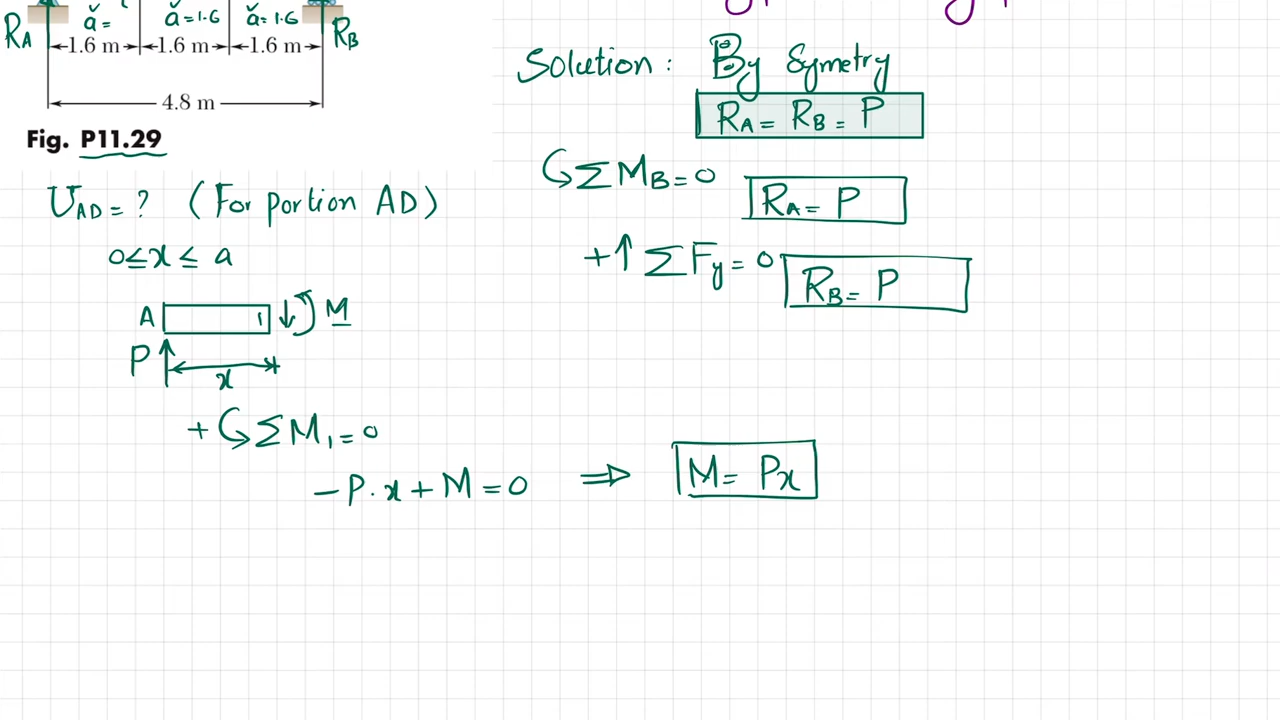 ă = ă = 1.6 ă = 1.6
RA 1.6 m 1.6 m 1.6 m RB
4.8 m
Fig. P11.29
UAD = ? (For portion AD)
0 ≤ x ≤ a
A 1 M
P
x
+ ΣM1 = 0
-P.x + M = 0 ⇒ M = Px
Solution: By Symetry
RA = RB = P
ΣMB = 0 RA = P
+↑ ΣFy = 0 RB = P